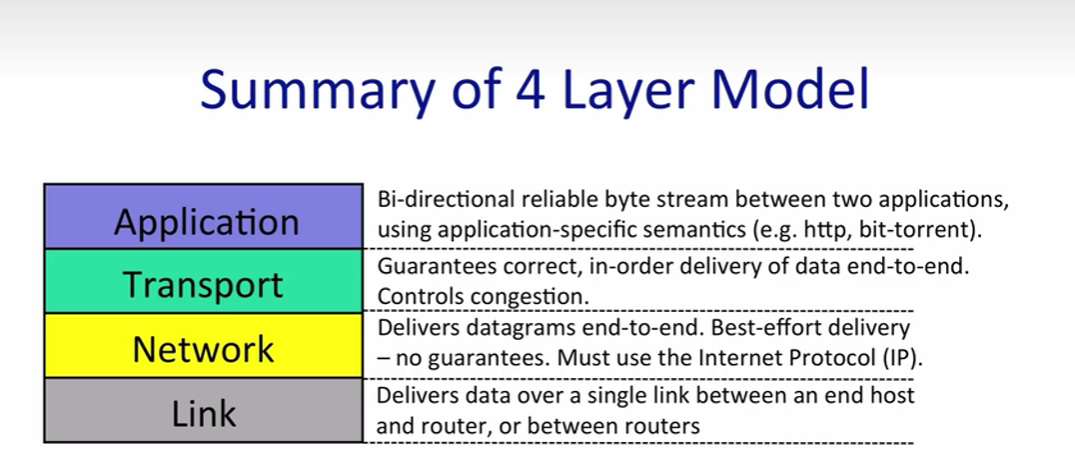 Summary of 4 Layer Model
Application
Bi-directional reliable byte stream between two applications,
using application-specific semantics (e.g. http, bit-torrent).
Transport
Guarantees correct, in-order delivery of data end-to-end.
Controls congestion.
Network
Delivers datagrams end-to-end. Best-effort delivery
– no guarantees. Must use the Internet Protocol (IP).
Link
Delivers data over a single link between an end host
and router, or between routers